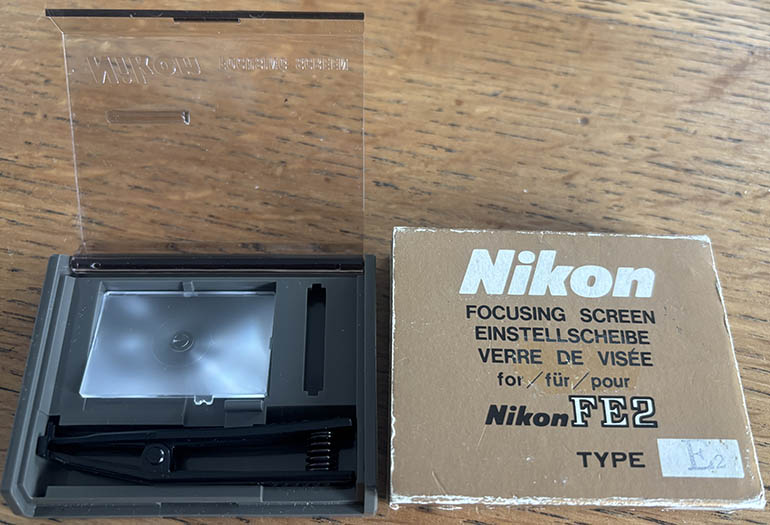 Nikon FOCUSING SCREEN
Nikon
FOCUSING SCREEN
EINSTELLSCHEIBE
VERRE DE VISÉE
for/für/pour
Nikon FE2
TYPE E2